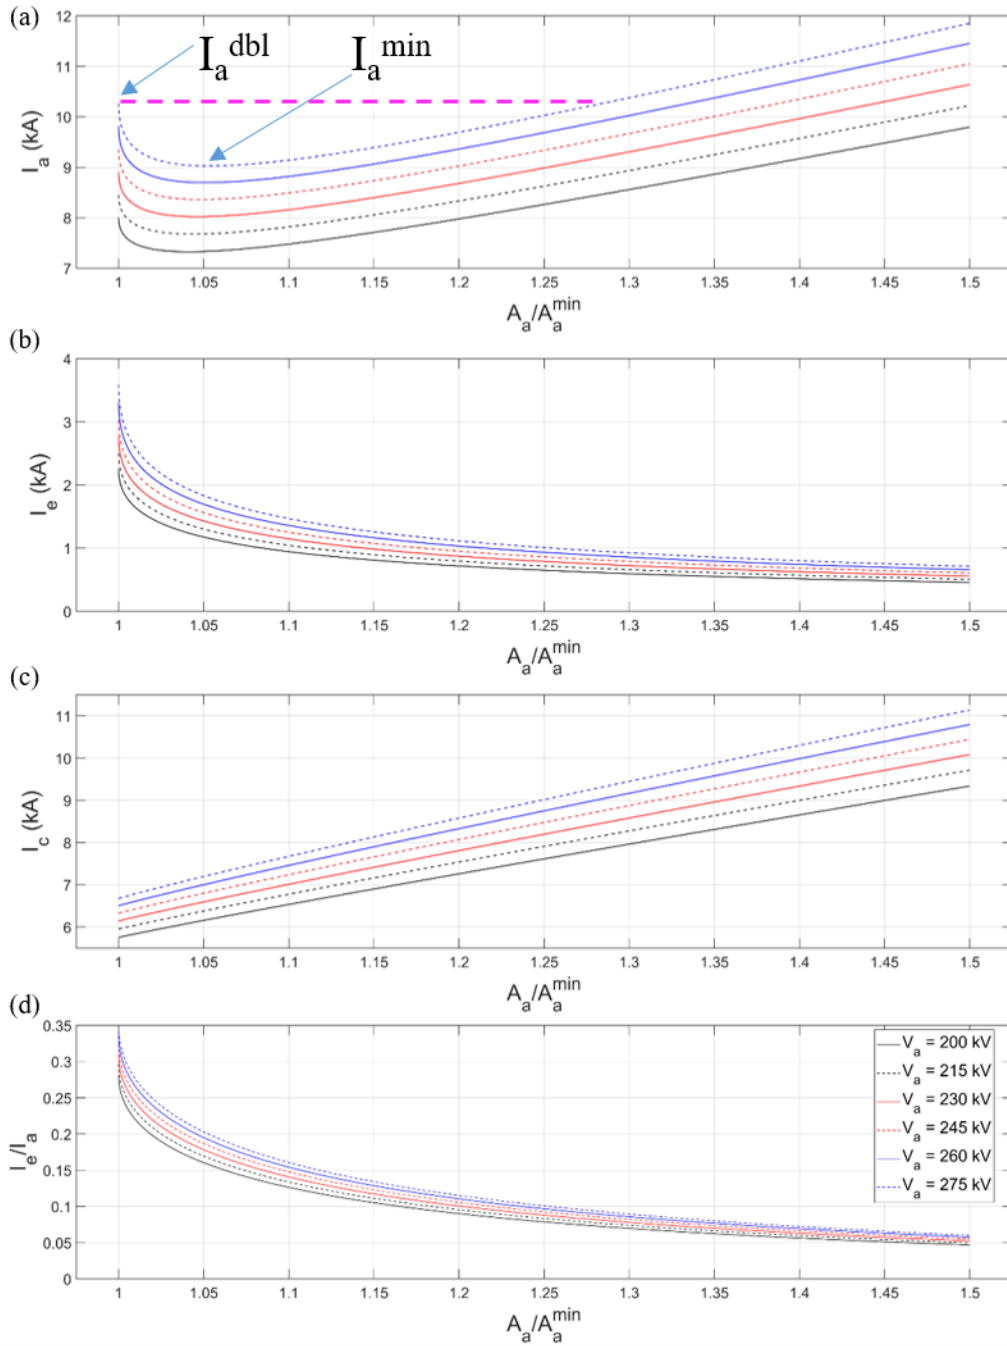 (a)
I_a^dbl
I_a^min
12
11
10
9
8
7
I_a (kA)
1 1.05 1.1 1.15 1.2 1.25 1.3 1.35 1.4 1.45 1.5
A_a/A_a^min
(b)
4
3
2
1
0
I_e (kA)
1 1.05 1.1 1.15 1.2 1.25 1.3 1.35 1.4 1.45 1.5
A_a/A_a^min
(c)
11
10
9
8
7
6
I_c (kA)
1 1.05 1.1 1.15 1.2 1.25 1.3 1.35 1.4 1.45 1.5
A_a/A_a^min
(d)
0.35
0.3
0.25
0.2
0.15
0.1
0.05
0
I_e/I_a
V_a = 200 kV
V_a = 215 kV
V_a = 230 kV
V_a = 245 kV
V_a = 260 kV
V_a = 275 kV
1 1.05 1.1 1.15 1.2 1.25 1.3 1.35 1.4 1.45 1.5
A_a/A_a^min